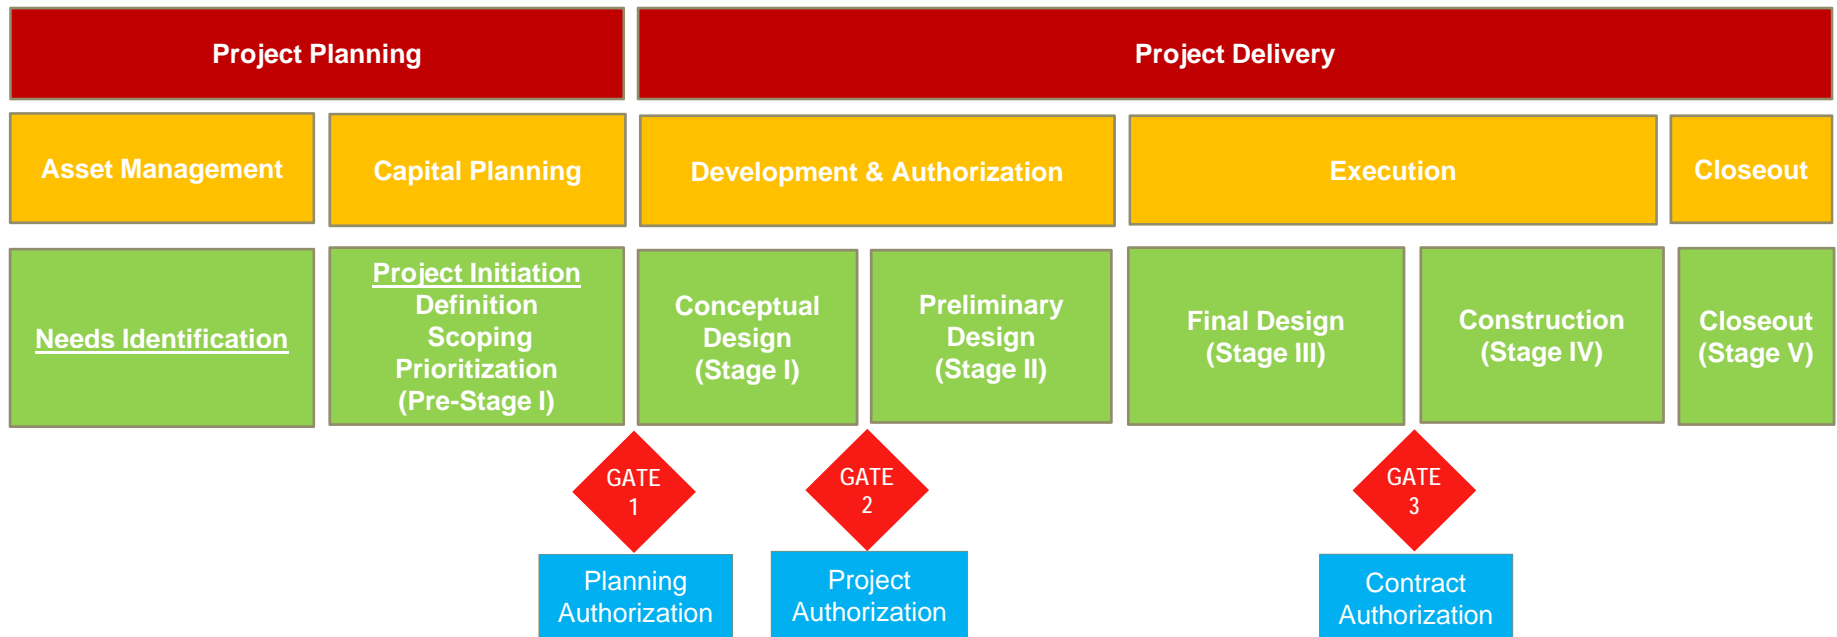 Project Planning
Project Delivery
Asset Management
Capital Planning
Development & Authorization
Execution
Closeout
Needs Identification
Project Initiation
Definition
Scoping
Prioritization
(Pre-Stage I)
Conceptual
Design
(Stage I)
Preliminary
Design
(Stage II)
Final Design
(Stage III)
Construction
(Stage IV)
Closeout
(Stage V)
GATE
1
GATE
2
GATE
3
Planning
Authorization
Project
Authorization
Contract
Authorization